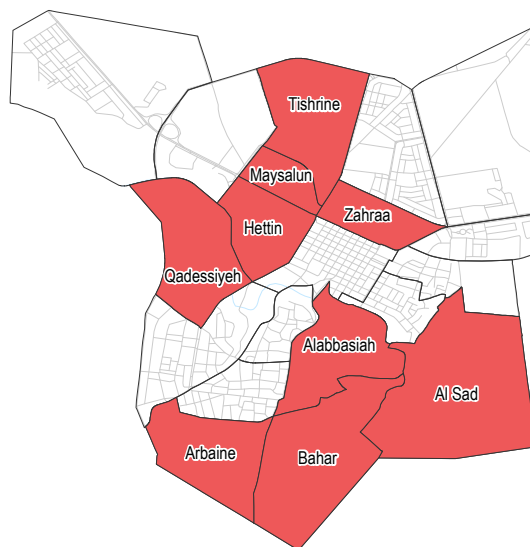 Tishrine
Maysalun
Zahraa
Hettin
Qadessiyeh
Alabbasiah
Al Sad
Arbaine
Bahar